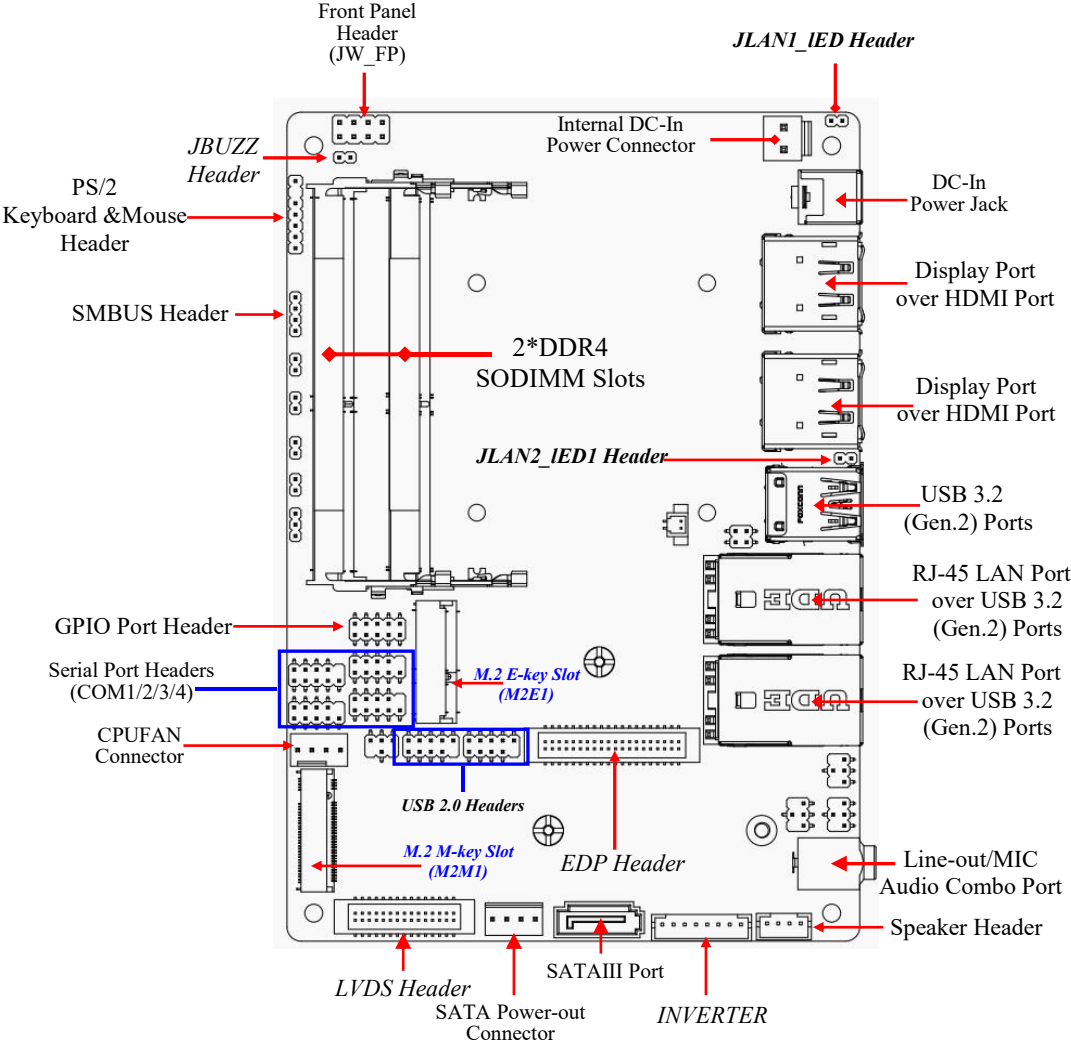 Front Panel
Header
(JW_FP)
JLAN1_lED Header
Internal DC-In
Power Connector
JBUZZ
Header
PS/2
Keyboard &Mouse
Header
DC-In
Power Jack
Display Port
over HDMI Port
SMBUS Header
2*DDR4
SODIMM Slots
Display Port
over HDMI Port
JLAN2_lED1 Header
FOXCONN
USB 3.2
(Gen.2) Ports
RJ-45 LAN Port
over USB 3.2
(Gen.2) Ports
UDE
GPIO Port Header
Serial Port Headers
(COM1/2/3/4)
M.2 E-key Slot
(M2E1)
RJ-45 LAN Port
over USB 3.2
(Gen.2) Ports
UDE
CPUFAN
Connector
USB 2.0 Headers
M.2 M-key Slot
(M2M1)
EDP Header
Line-out/MIC
Audio Combo Port
Speaker Header
SATAIII Port
LVDS Header
SATA Power-out
Connector
INVERTER